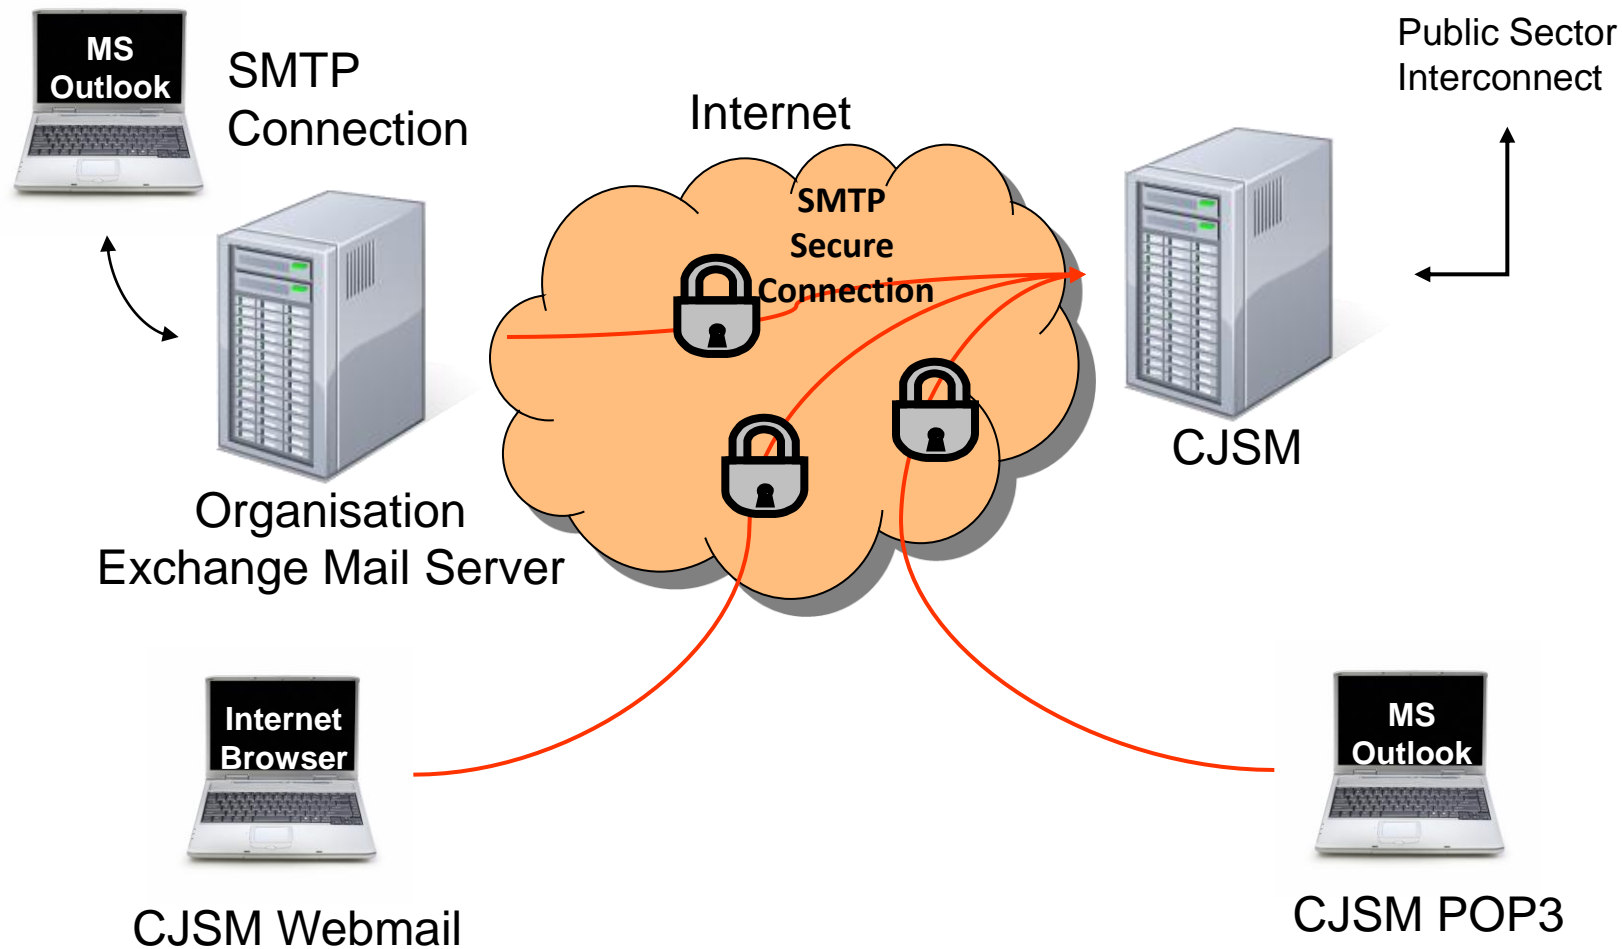 MS
Outlook
SMTP
Connection
Internet
Public Sector
Interconnect
SMTP
Secure
Connection
CJSM
Organisation
Exchange Mail Server
Internet
Browser
MS
Outlook
CJSM Webmail
CJSM POP3